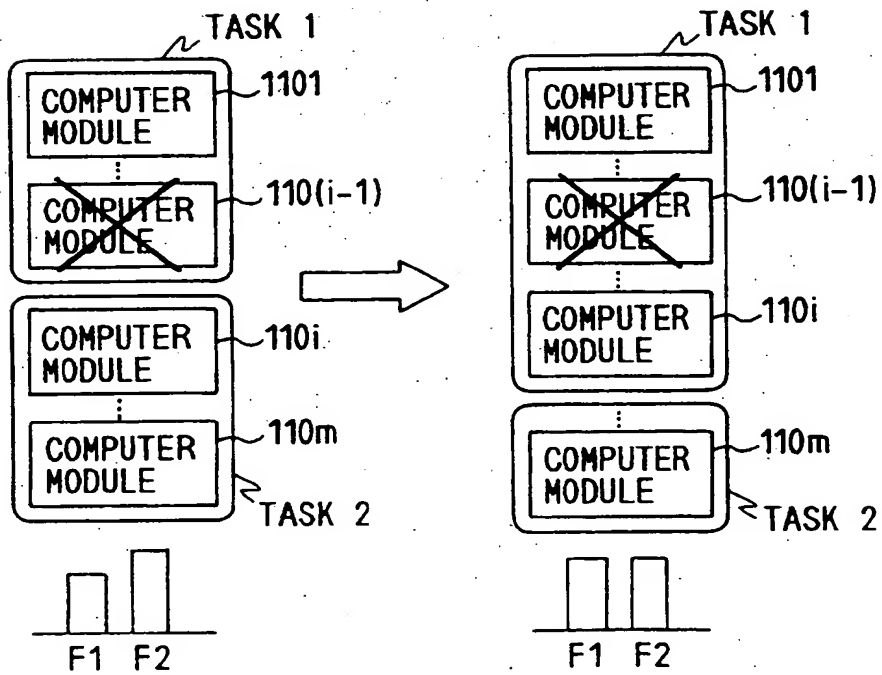 TASK 1
COMPUTER
MODULE
1101
COMPUTER
MODULE
110(i-1)
COMPUTER
MODULE
110i
COMPUTER
MODULE
110m
TASK 2
F1 F2
TASK 1
COMPUTER
MODULE
1101
COMPUTER
MODULE
110(i-1)
COMPUTER
MODULE
110i
COMPUTER
MODULE
110m
TASK 2
F1 F2